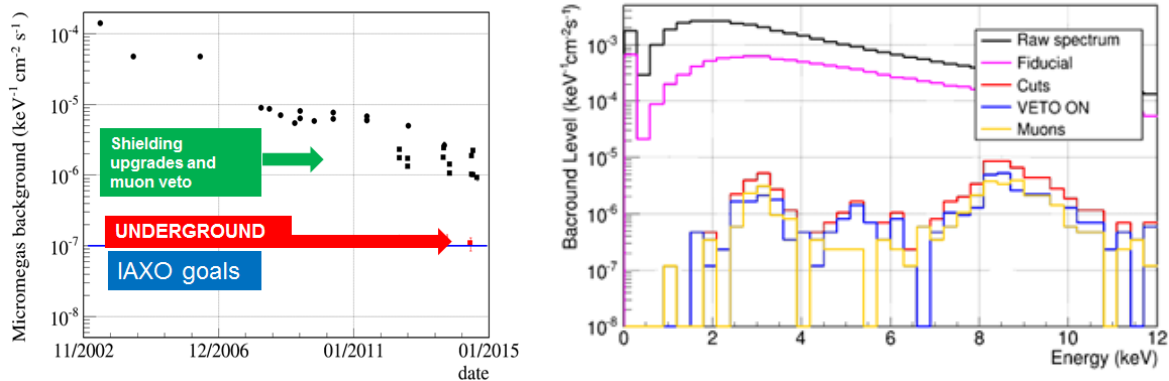 Micromegas background (keV⁻¹ cm⁻² s⁻¹)
10⁻⁴
10⁻⁵
10⁻⁶
10⁻⁷
10⁻⁸
Shielding
upgrades and
muon veto
UNDERGROUND
IAXO goals
11/2002
12/2006
01/2011
01/2015
date
Bacround Level (keV⁻¹cm⁻²s⁻¹)
10⁻³
10⁻⁴
10⁻⁵
10⁻⁶
10⁻⁷
10⁻⁸
Raw spectrum
Fiducial
Cuts
VETO ON
Muons
0 2 4 6 8 10 12
Energy (keV)